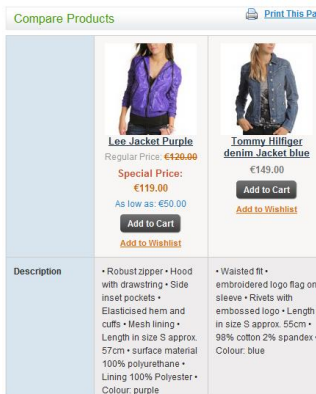 Compare Products
Print This Pa
Lee Jacket Purple
Regular Price: €120.00
Special Price:
€119.00
As low as: €50.00
Add to Cart
Add to Wishlist
Tommy Hilfiger
denim Jacket blue
€149.00
Add to Cart
Add to Wishlist
Description
• Robust zipper • Hood
with drawstring • Side
inset pockets •
Elasticised hem and
cuffs • Mesh lining •
Length in size S approx.
57cm • surface material
100% polyurethane •
Lining 100% Polyester •
Colour: purple
• Waisted fit •
embroidered logo flag on
sleeve • Rivets with
embossed logo • Length
in size S approx. 55cm •
98% cotton 2% spandex •
Colour: blue